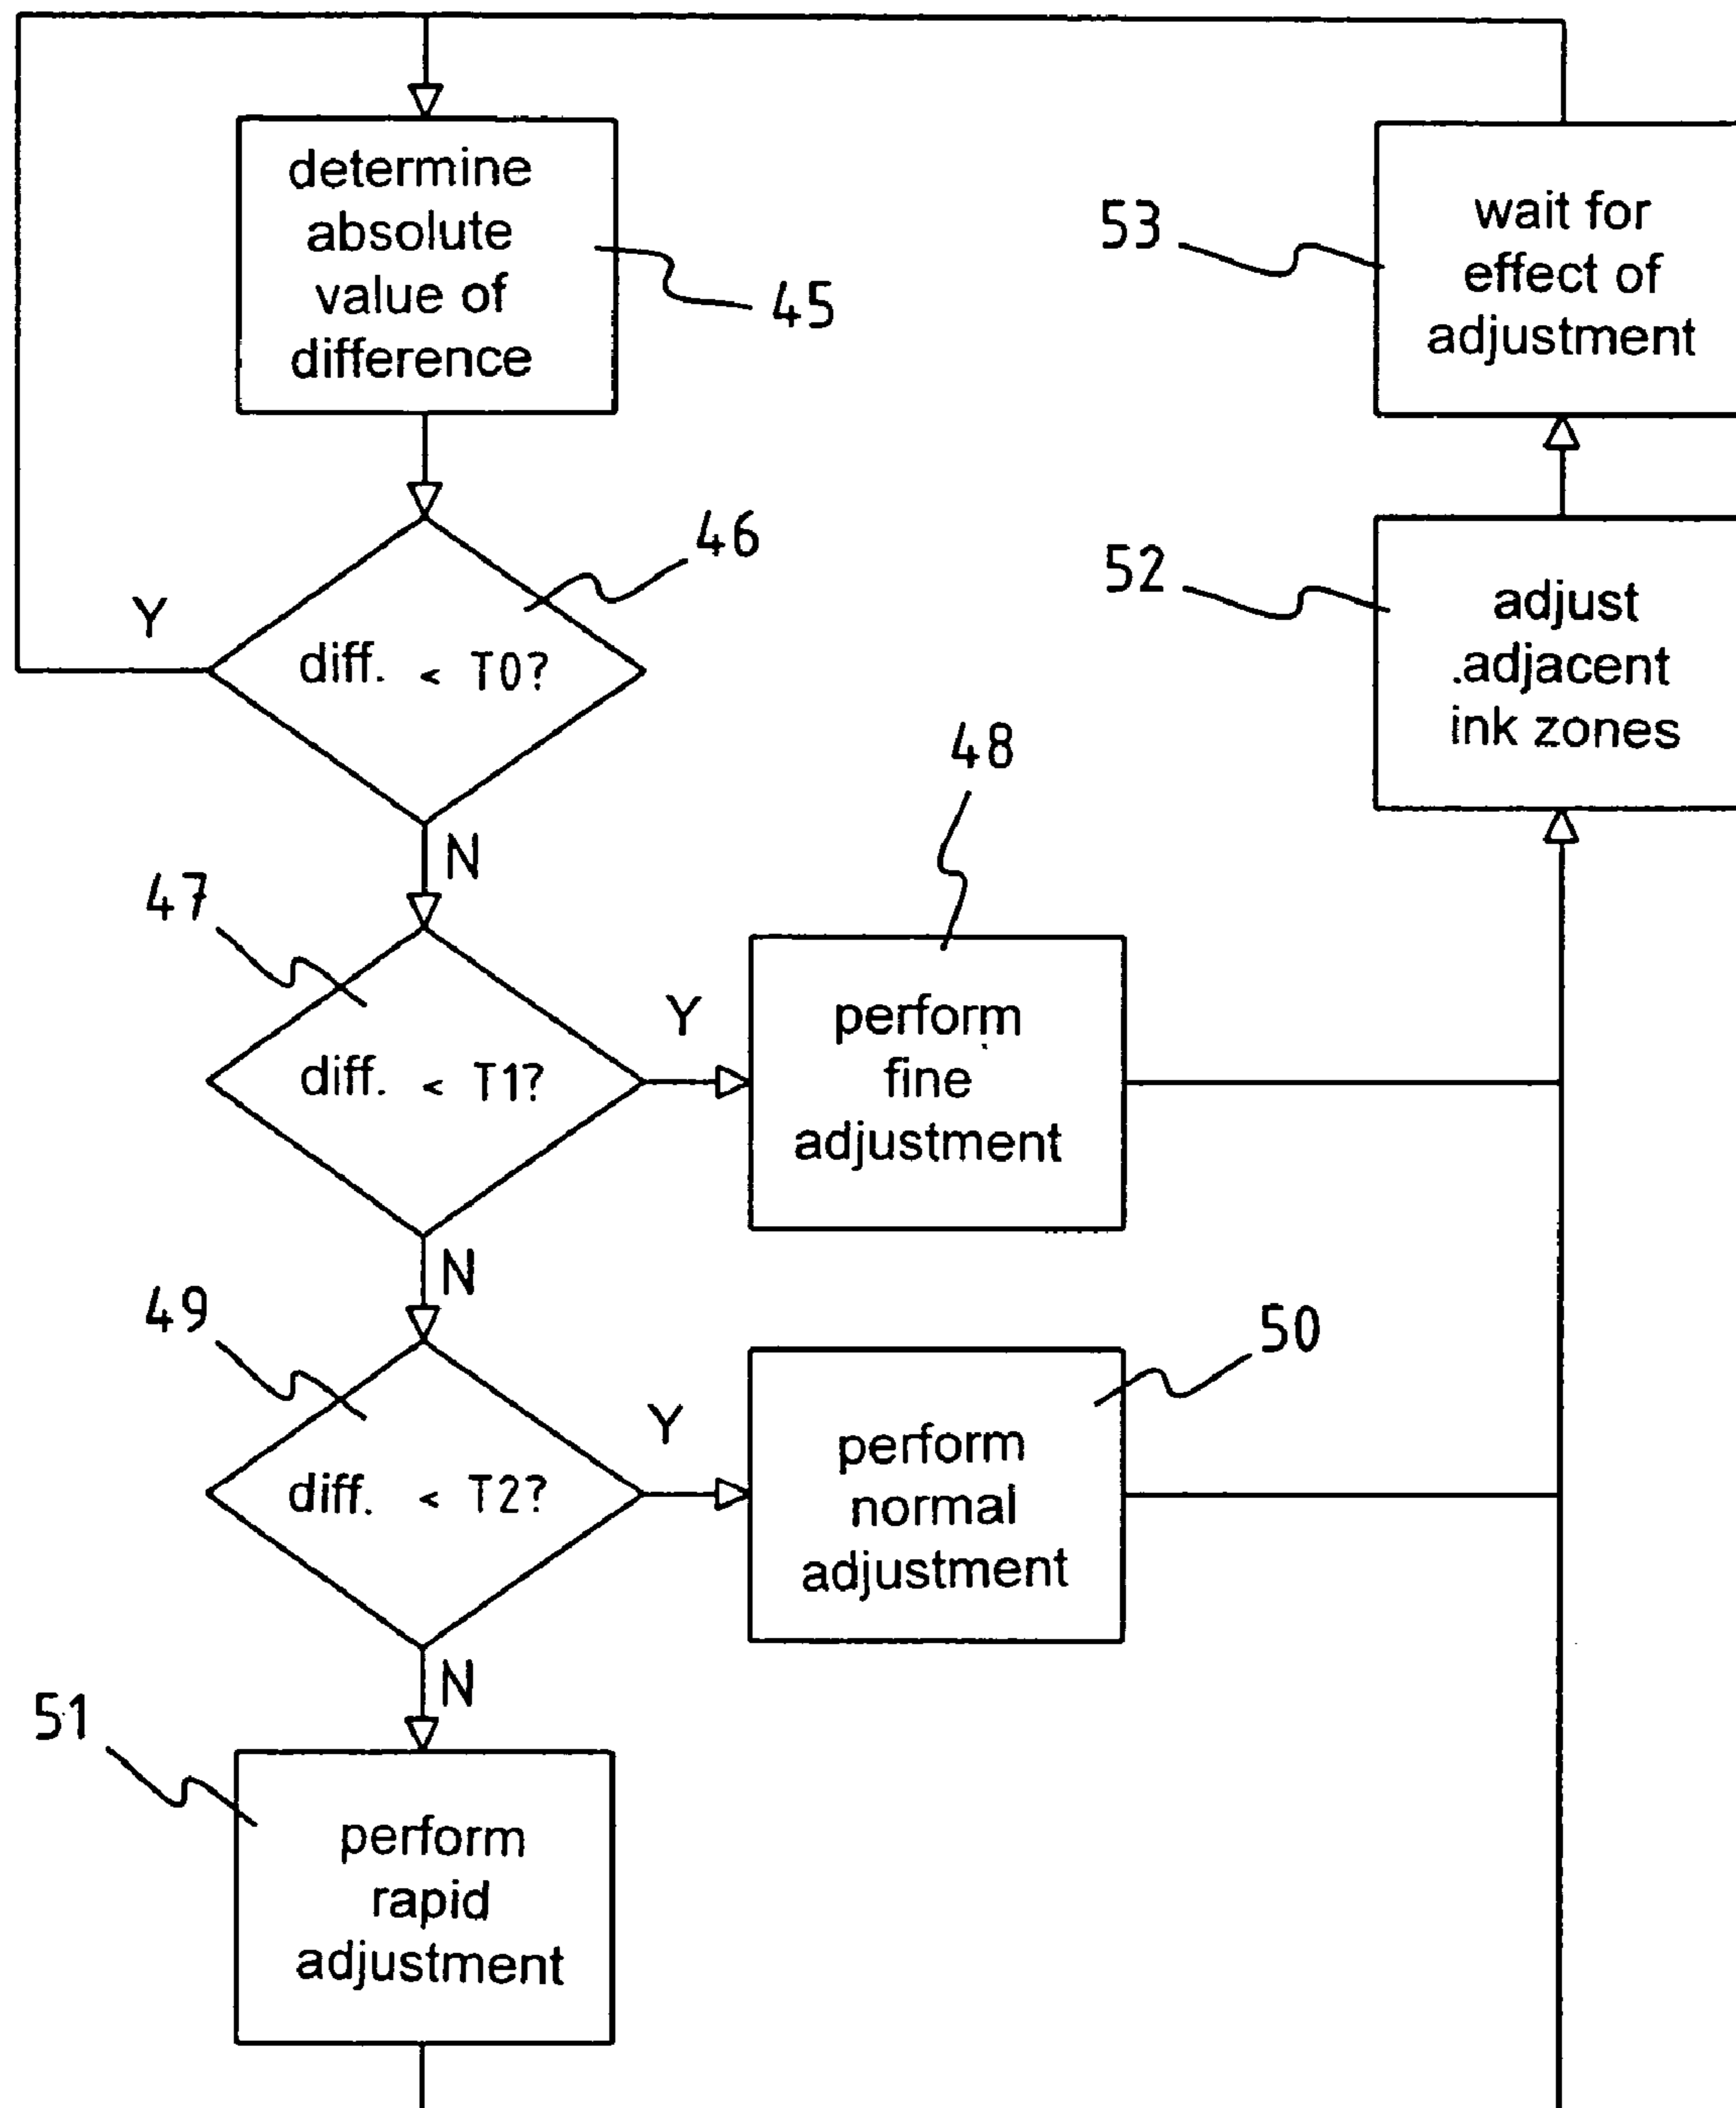 determine
absolute
value of
difference
45
53
wait for
effect of
adjustment
46
Y
diff. < T0?
52
adjust
.adjacent
ink zones
N
48
47
diff. < T1?
Y
perform
fine
adjustment
N
49
50
diff. < T2?
Y
perform
normal
adjustment
N
51
perform
rapid
adjustment